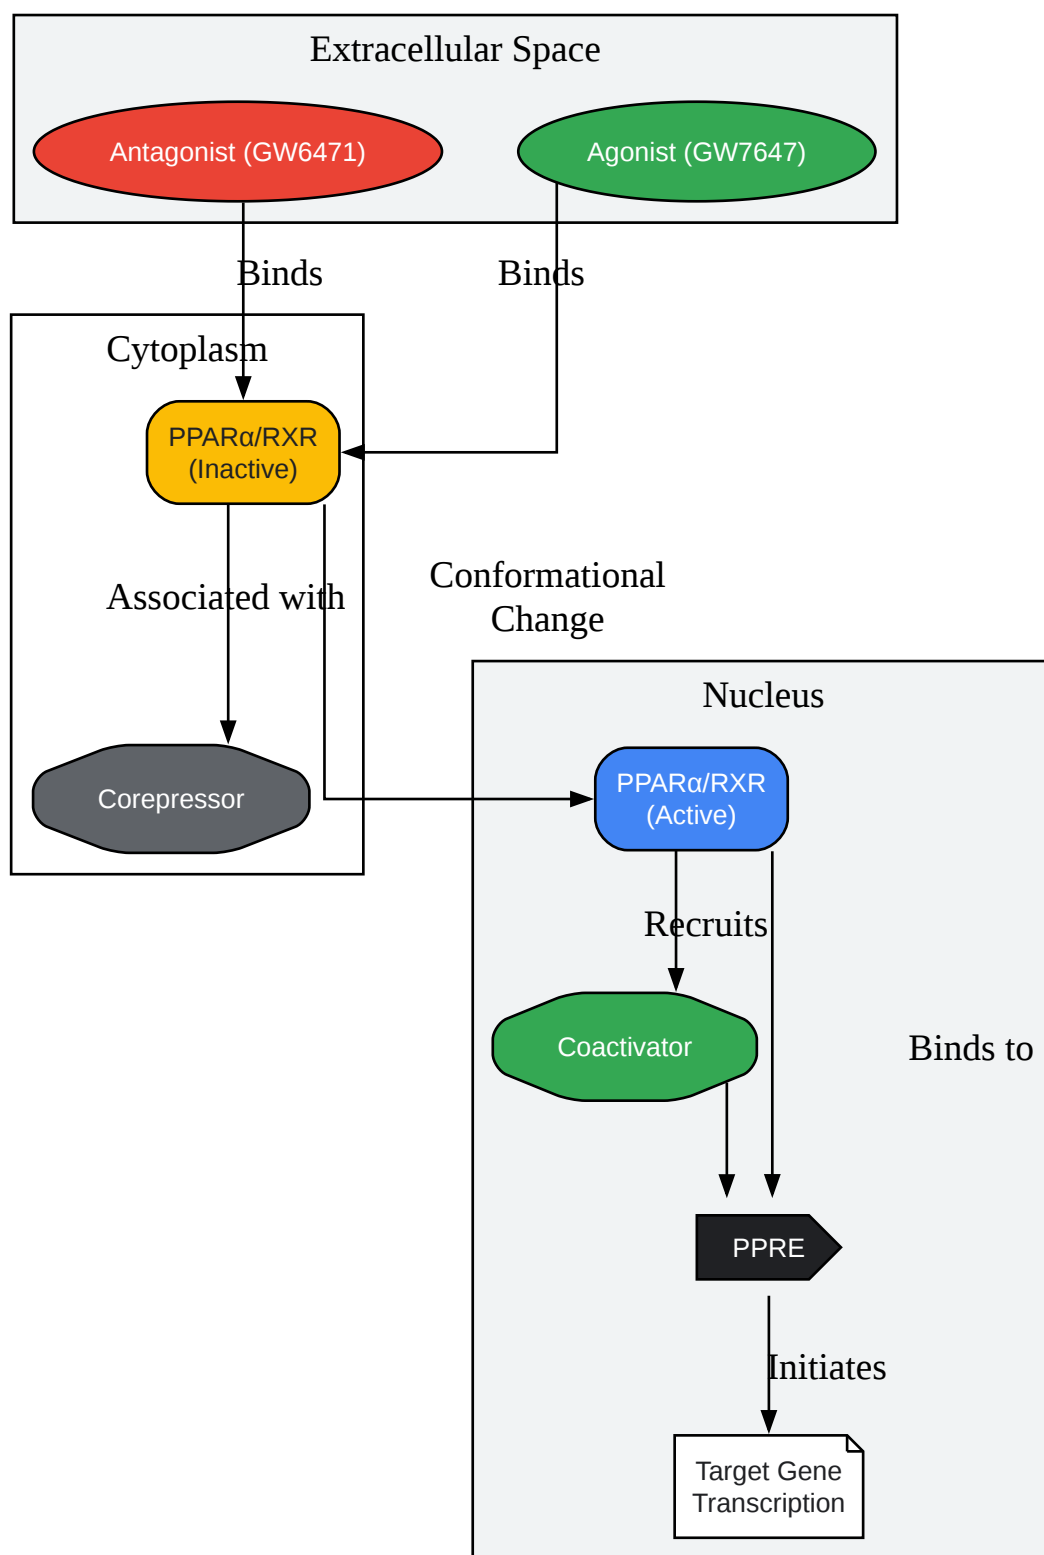 Extracellular Space
Antagonist (GW6471)
Agonist (GW7647)
Binds
Binds
Cytoplasm
PPARα/RXR
(Inactive)
Associated with
Conformational
Change
Nucleus
PPARα/RXR
(Active)
Corepressor
Recruits
Coactivator
Binds to
PPRE
Initiates
Target Gene
Transcription